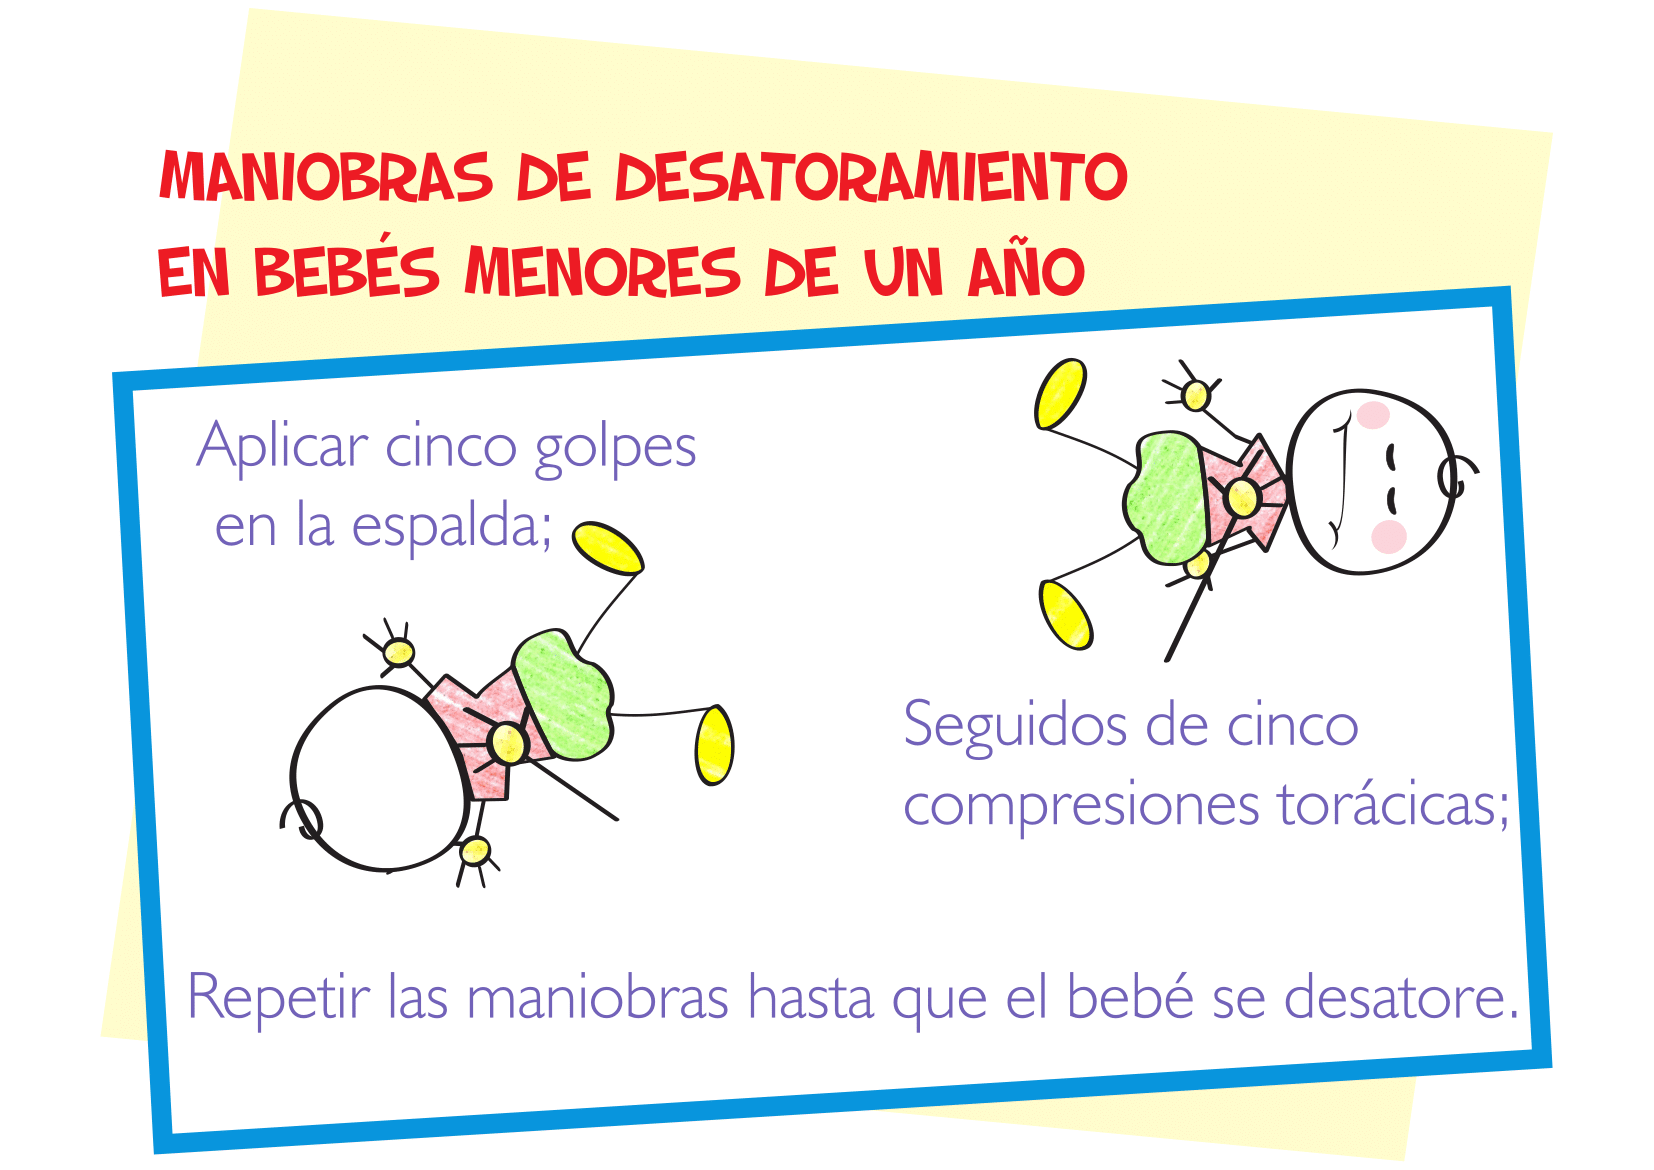 MANIOBRAS DE DESATORAMIENTO
EN BEBÉS MENORES DE UN AÑO
Aplicar cinco golpes
en la espalda;
Seguidos de cinco
compresiones torácicas;
Repetir las maniobras hasta que el bebé se desatore.